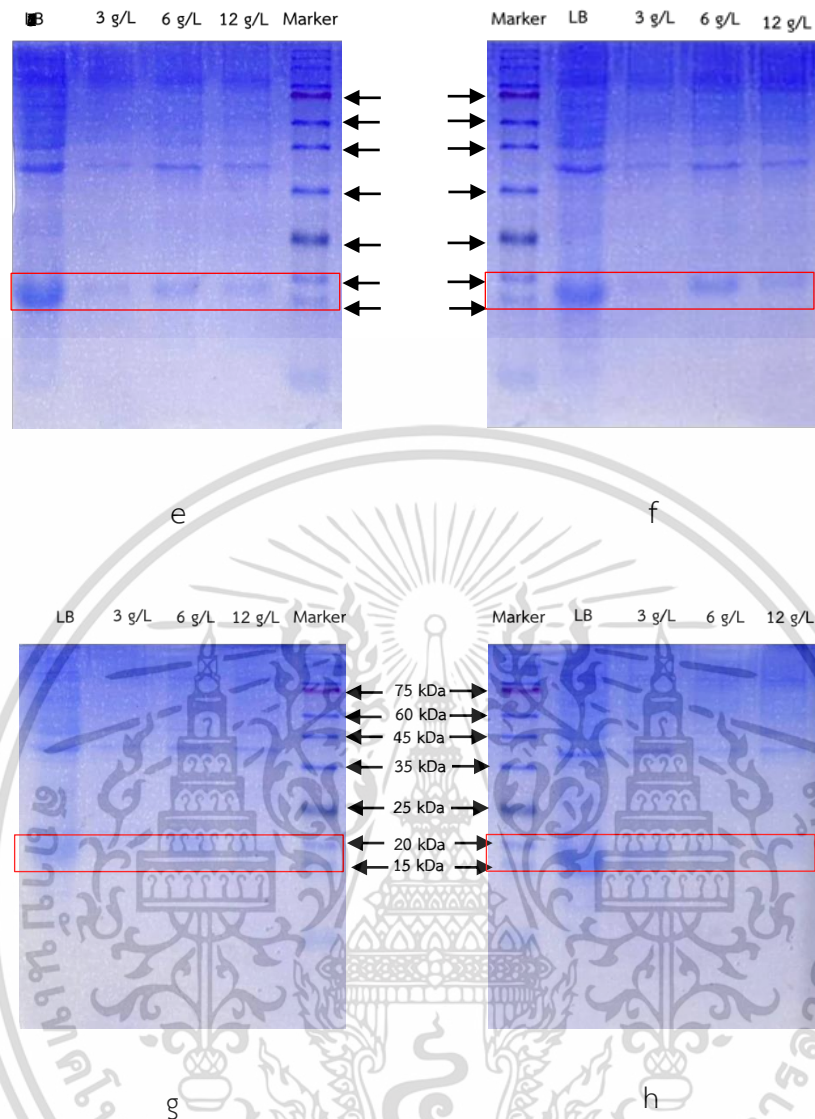 LB 3 g/L 6 g/L 12 g/L Marker
Marker LB 3 g/L 6 g/L 12 g/L
e
f
LB 3 g/L 6 g/L 12 g/L Marker
Marker LB 3 g/L 6 g/L 12 g/L
75 kDa
60 kDa
45 kDa
35 kDa
25 kDa
20 kDa
15 kDa
g
h